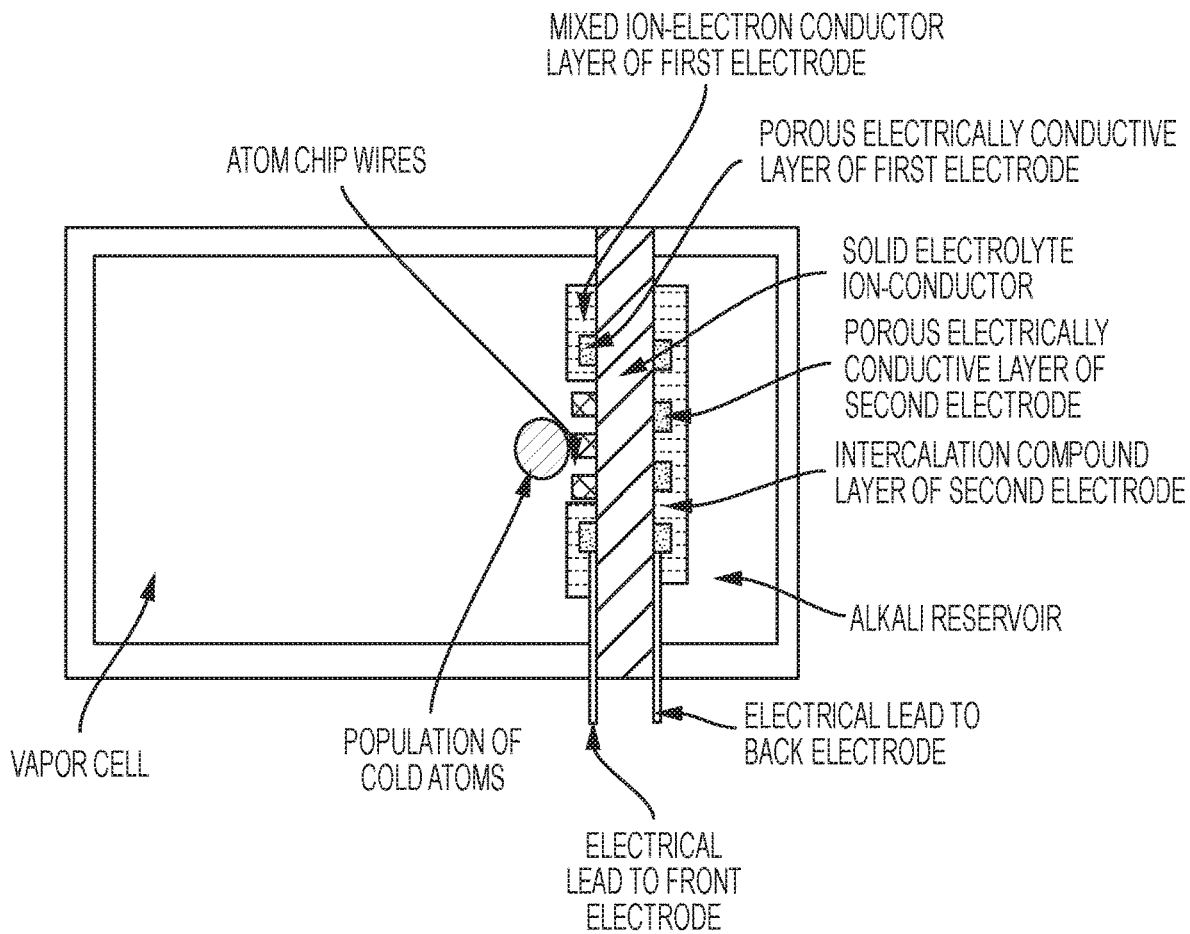 MIXED ION-ELECTRON CONDUCTOR
LAYER OF FIRST ELECTRODE
POROUS ELECTRICALLY CONDUCTIVE
LAYER OF FIRST ELECTRODE
ATOM CHIP WIRES
SOLID ELECTROLYTE
ION-CONDUCTOR
POROUS ELECTRICALLY
CONDUCTIVE LAYER OF
SECOND ELECTRODE
INTERCALATION COMPOUND
LAYER OF SECOND ELECTRODE
ALKALI RESERVOIR
ELECTRICAL LEAD TO
BACK ELECTRODE
POPULATION OF
COLD ATOMS
VAPOR CELL
ELECTRICAL
LEAD TO FRONT
ELECTRODE